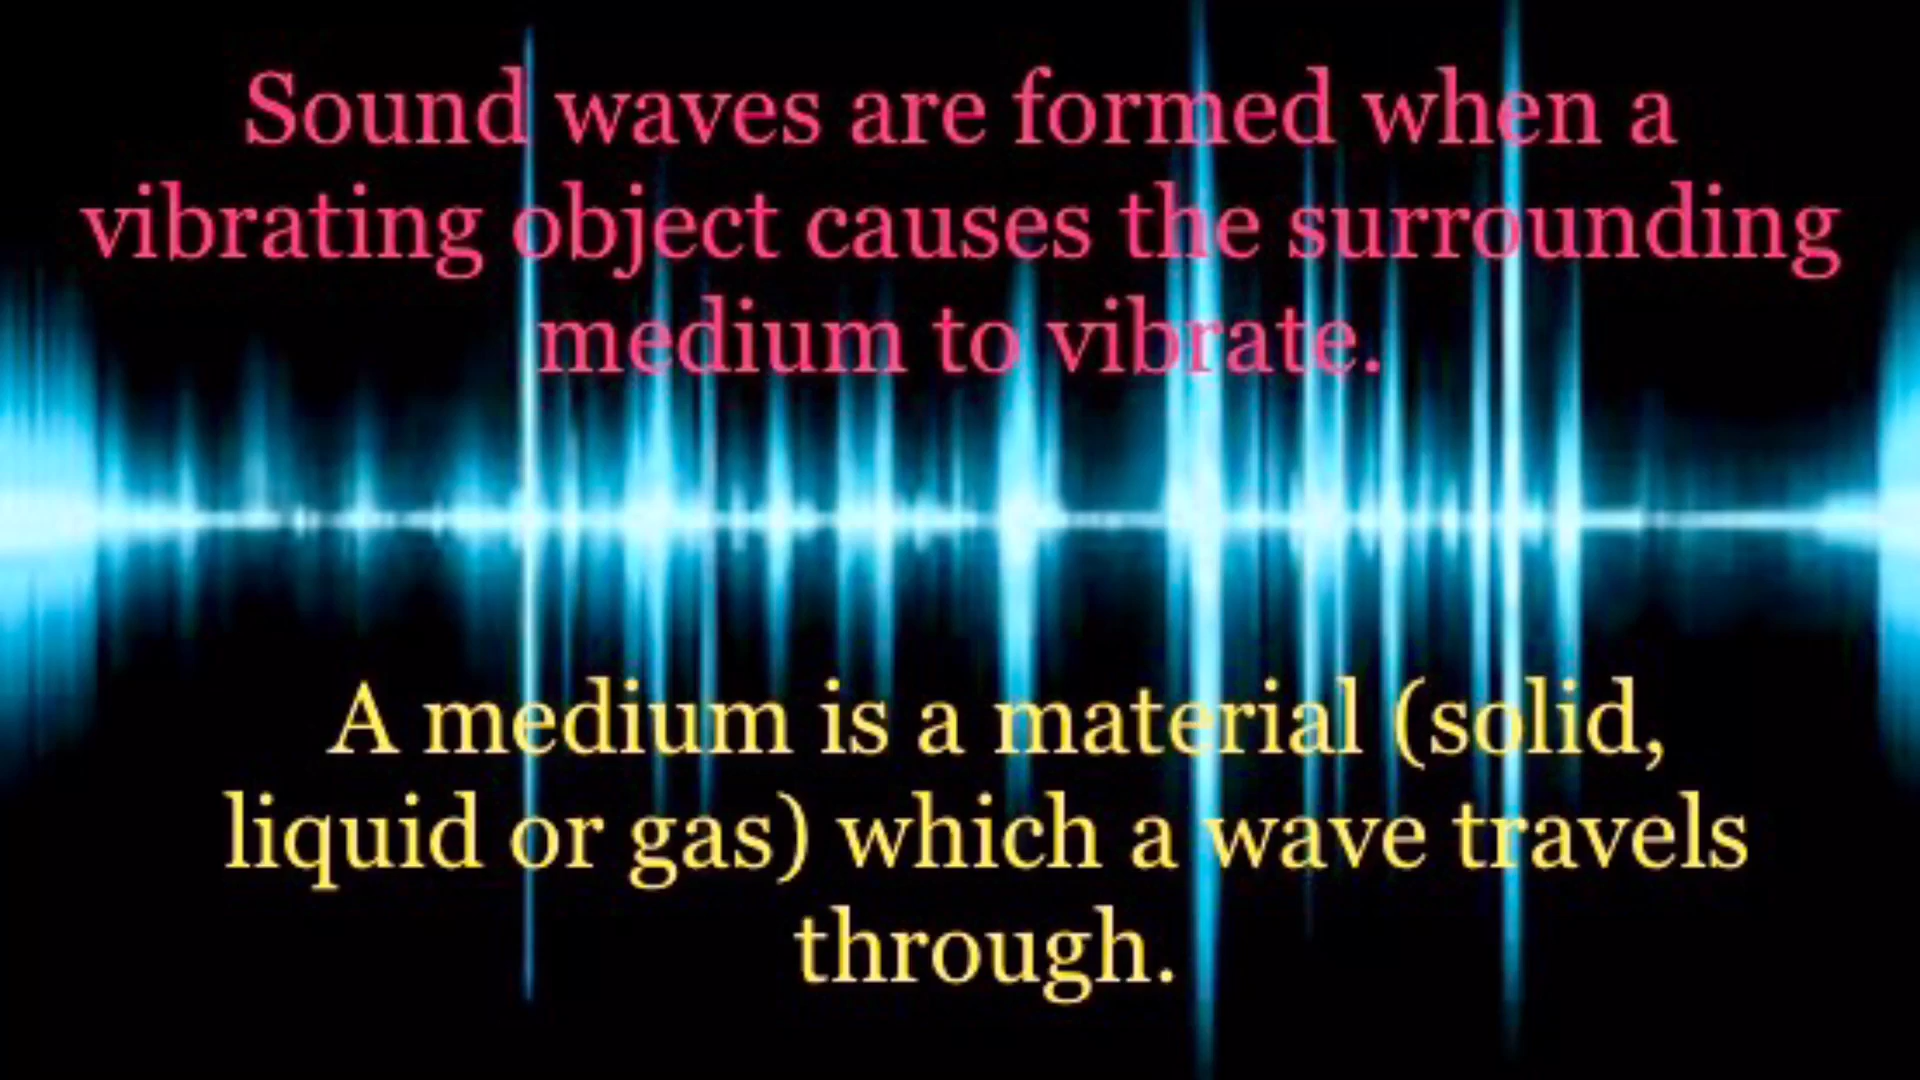 Sound waves are formed when a
vibrating object causes the surrounding
medium to vibrate.
A medium is a material (solid,
liquid or gas) which a wave travels
through.